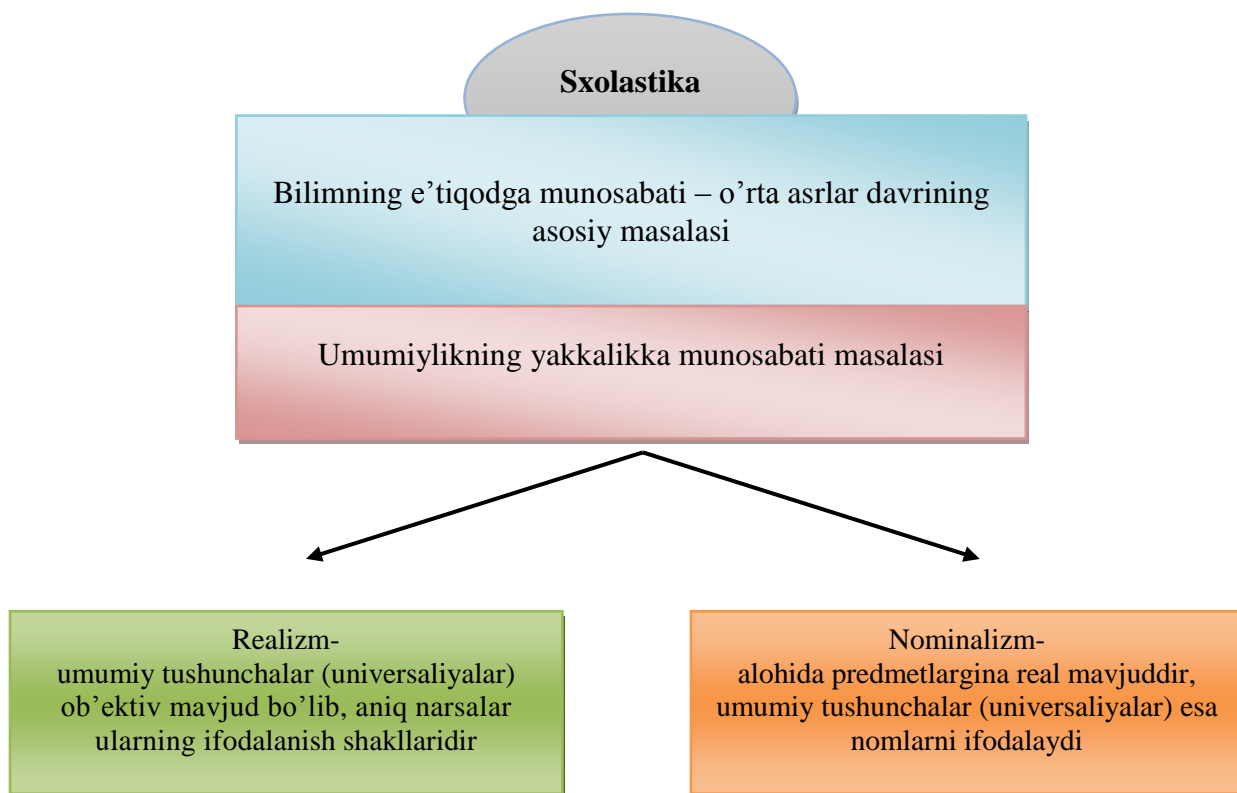 Sxolastika
Bilimning e’tiqodga munosabati – o’rta asrlar davrining
asosiy masalasi
Umumiylikning yakkalikka munosabati masalasi
Realizm-
umumiy tushunchalar (universaliyalar)
ob’ektiv mavjud bo’lib, aniq narsalar
ularning ifodalanish shakllaridir
Nominalizm-
alohida predmetlargina real mavjuddir,
umumiy tushunchalar (universaliyalar) esa
nomlarni ifodalaydi